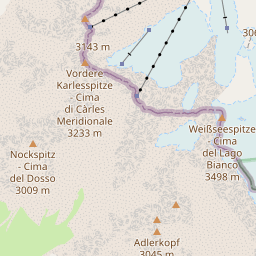 3143 m
306
Vordere
Karlesspitze
- Cima
di Càrles
Meridionale
3233 m
Weißseespitze
- Cima
del Lago
Bianco
3498 m
Nockspitz
- Cima
del Dosso
3009 m
Adlerkopf
3045 m